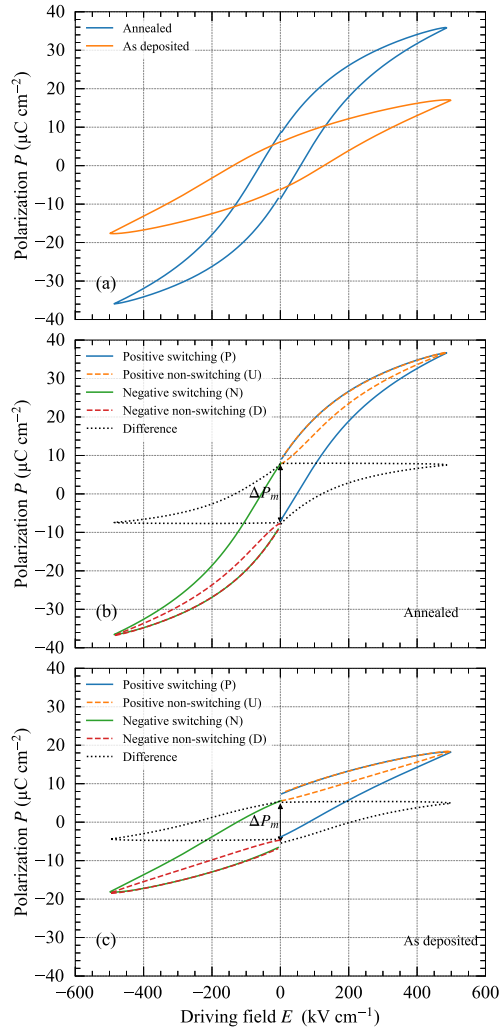 40
30
20
10
0
−10
−20
−30
−40
Polarization P (μC cm⁻²)
Annealed
As deposited
(a)
40
30
20
10
0
−10
−20
−30
−40
Polarization P (μC cm⁻²)
Positive switching (P)
Positive non-switching (U)
Negative switching (N)
Negative non-switching (D)
Difference
ΔPₘ
(b)
Annealed
40
30
20
10
0
−10
−20
−30
−40
Polarization P (μC cm⁻²)
Positive switching (P)
Positive non-switching (U)
Negative switching (N)
Negative non-switching (D)
Difference
ΔPₘ
(c)
As deposited
−600 −400 −200 0 200 400 600
Driving field E (kV cm⁻¹)